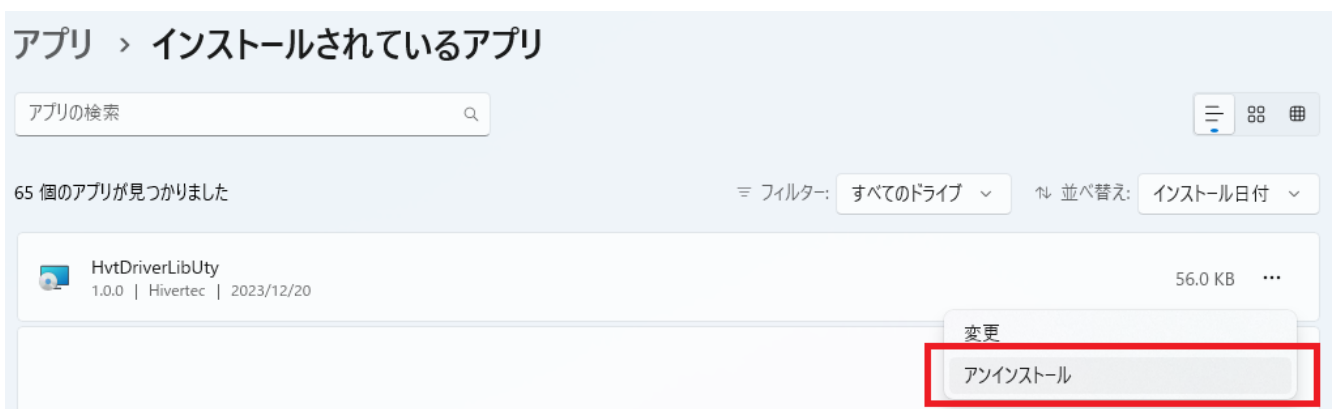 アプリ > インストールされているアプリ
アプリの検索
65 個のアプリが見つかりました フィルター: すべてのドライブ 並べ替え: インストール日付
HvtDriverLibUty
1.0.0 | Hivertec | 2023/12/20
56.0 KB
変更
アンインストール